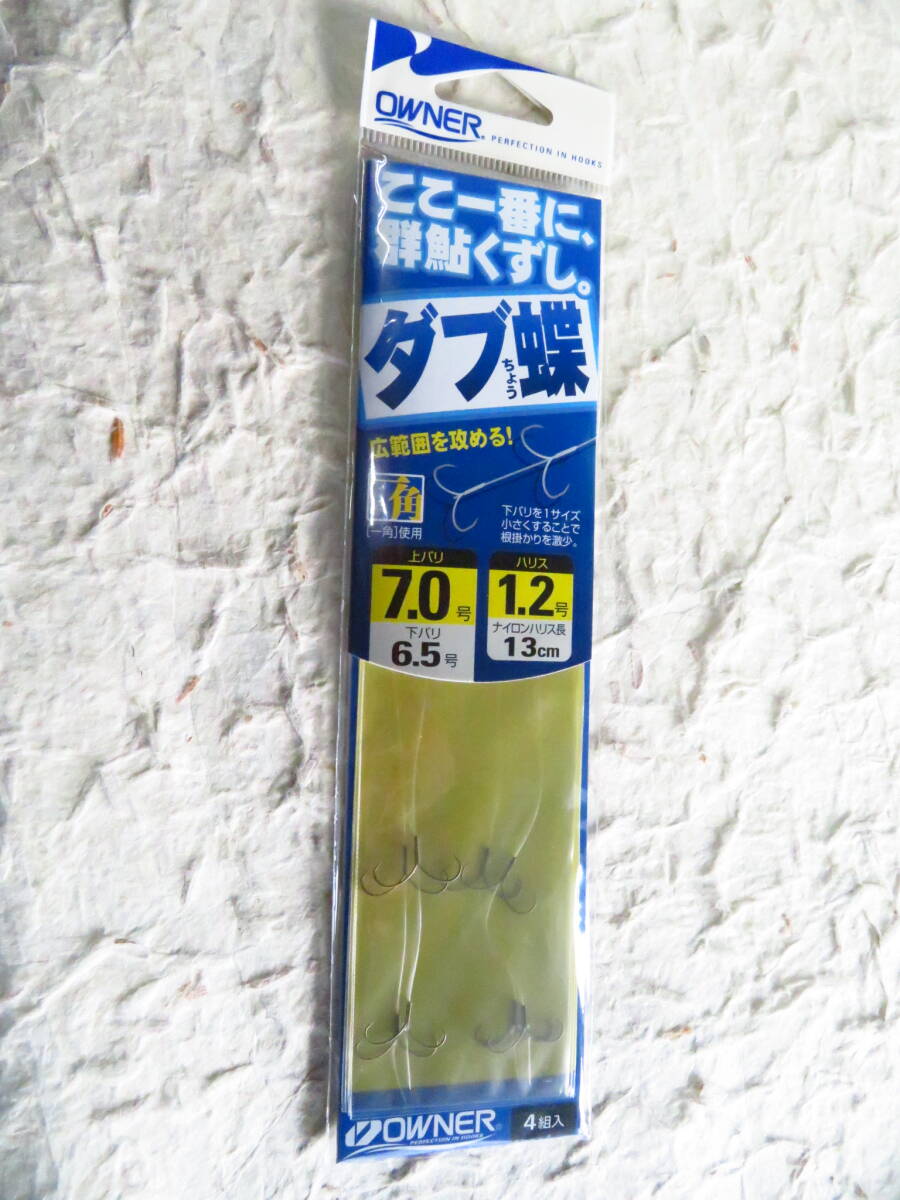 OWNER
PERFECTION IN HOOKS
ここ一番に、
群鮎くずし。
ダブ蝶
ちょう
広範囲を攻める!
一角
[一角]使用
下バリを1サイズ
小さくすることで
根掛かりを激少。
上バリ
7.0号
下バリ
6.5号
ハリス
1.2号
ナイロンハリス長
13cm
OWNER
PERFECTION IN HOOKS
4組入